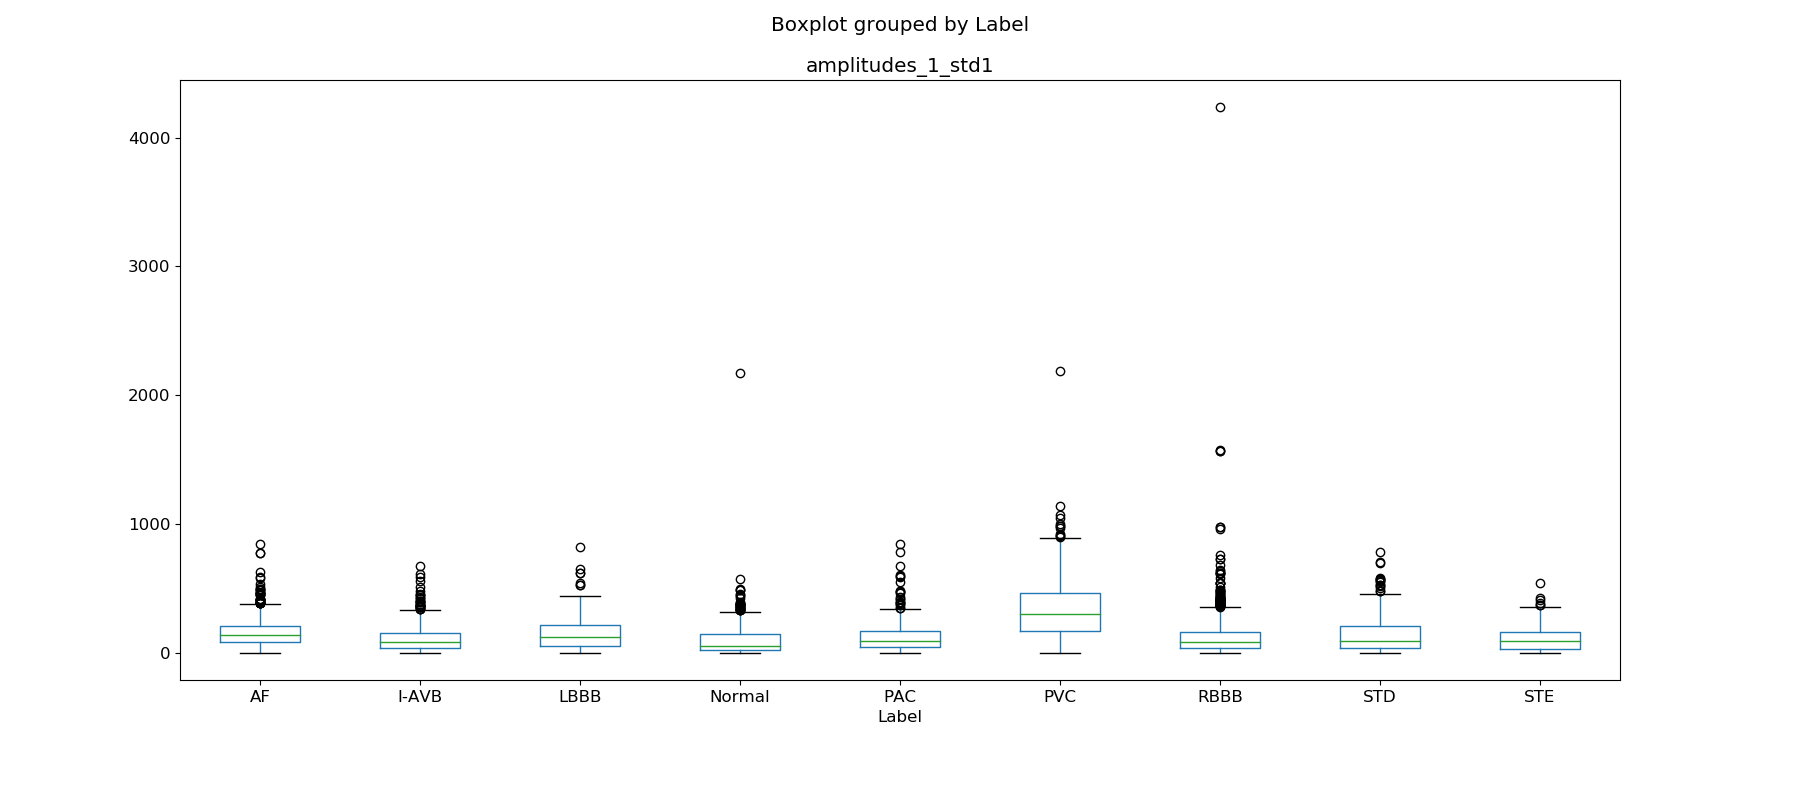 Boxplot grouped by Label
amplitudes_1_std1
4000
3000
2000
1000
0
AF I-AVB LBBB Normal PAC PVC RBBB STD STE
Label